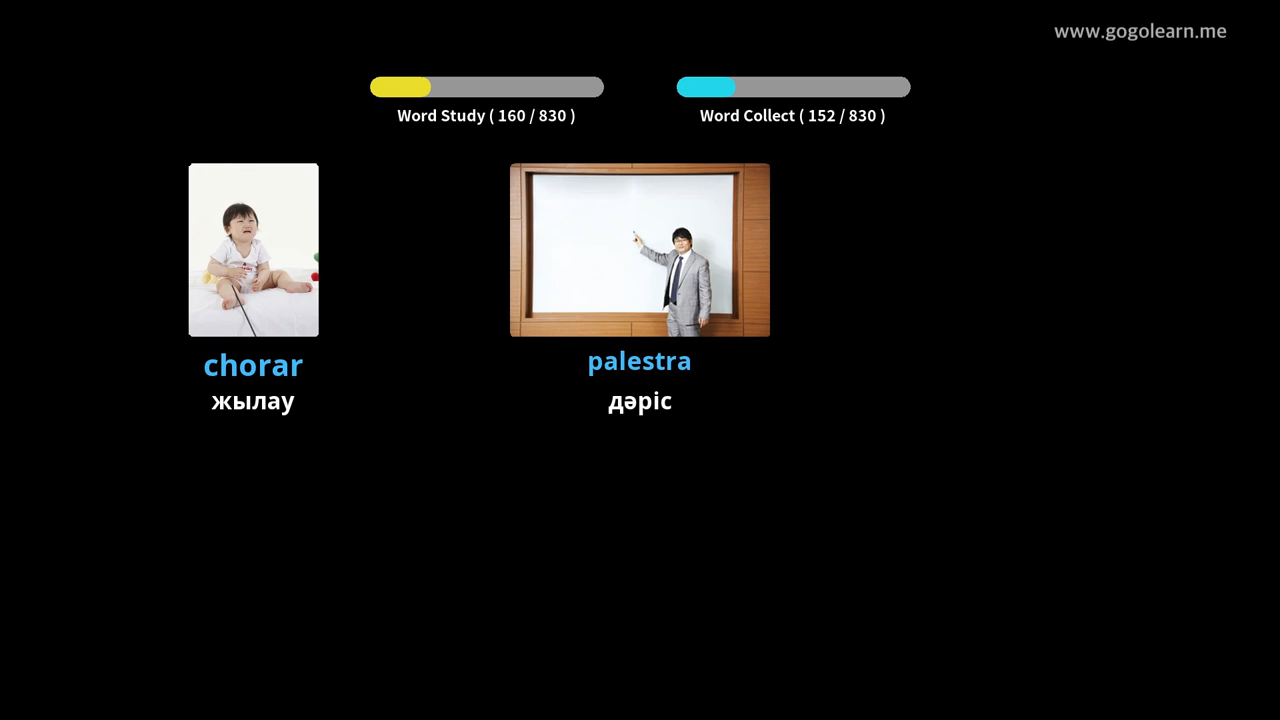 www.gogolearn.me
Word Study ( 160 / 830 )
Word Collect ( 152 / 830 )
chorar
жылау
palestra
дәріс